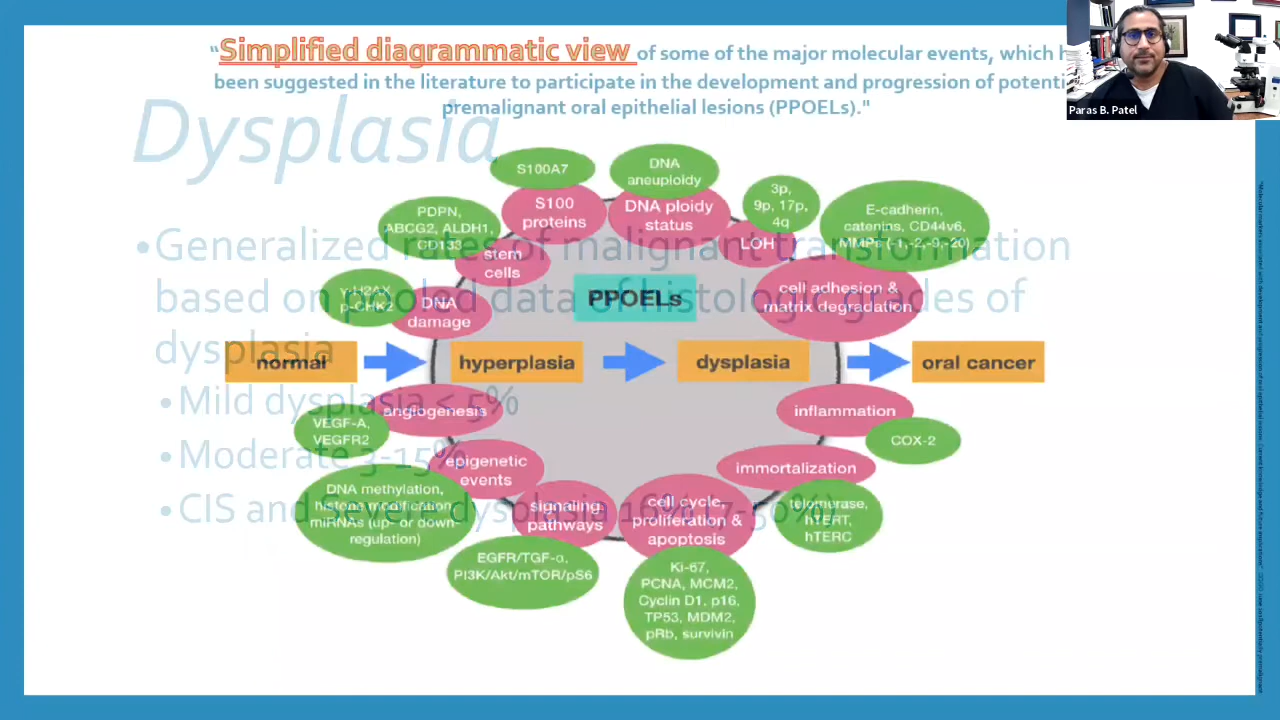 "Simplified diagrammatic view of some of the major molecular events, which
been suggested in the literature to participate in the development and progression of
premalignant oral epithelial lesions (PPOELs)."
Paras B. Patel
Dysplasia
•Generalized rates of malignant transformation
based on pooled data of histologic grades of
dysplasia
•Mild dysplasia < 5%
•Moderate 3-15%
•CIS and Severe dysplasia 16% (7-50%)
S100A7
S100
proteins
DNA
aneuploidy
DNA ploidy
status
3p,
9p, 17p,
4q
LOH
E-cadherin,
catenins, CD44v6,
MMPs (-1,-2,-9,-20)
cell adhesion &
matrix degradation
PDPN,
ABCG2, ALDH1,
CD133
stem
cells
γ-H2AX
p-CHK2
DNA
damage
PPOELs
normal
hyperplasia
dysplasia
oral cancer
angiogenesis
VEGF-A,
VEGFR2
inflammation
COX-2
epigenetic
events
DNA methylation,
histone modification,
miRNAs (up- or down
regulation)
immortalization
telomerase,
hTERT,
hTERC
signaling
pathways
EGFR/TGF-α,
PI3K/Akt/mTOR/pS6
cell cycle,
proliferation &
apoptosis
Ki-67,
PCNA, MCM2,
Cyclin D1, p16,
TP53, MDM2,
pRb, survivin